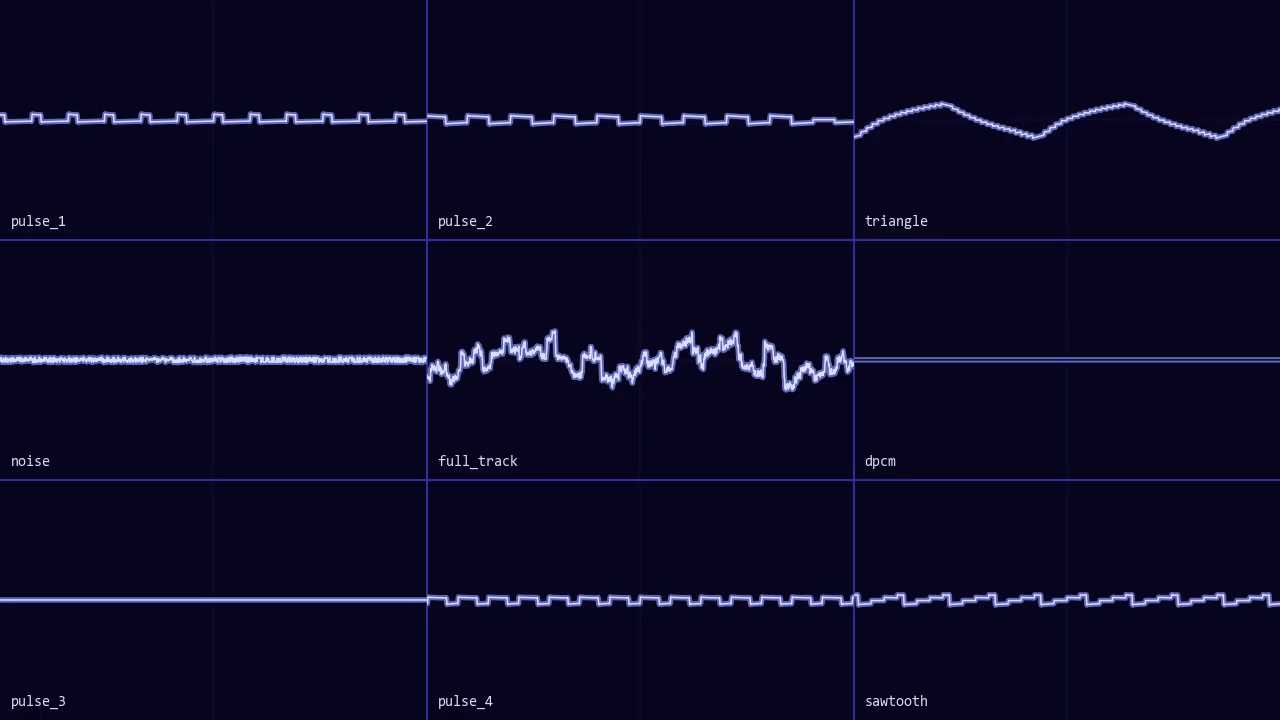 pulse_1
pulse_2
triangle
noise
full_track
dpcm
pulse_3
pulse_4
sawtooth